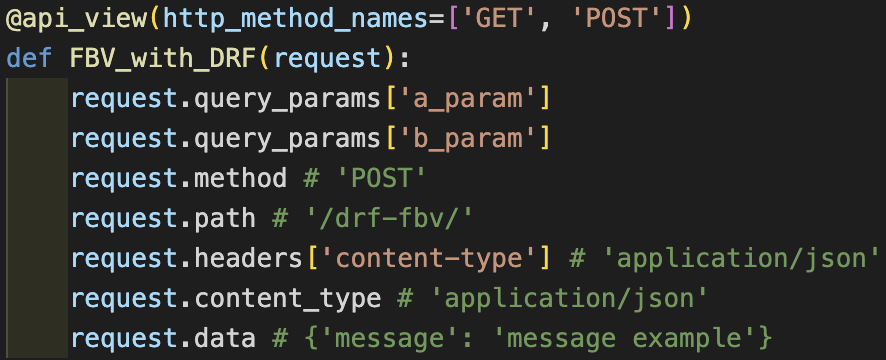 @api_view(http_method_names=['GET', 'POST'])
def FBV_with_DRF(request):
    request.query_params['a_param']
    request.query_params['b_param']
    request.method # 'POST'
    request.path # '/drf-fbv/'
    request.headers['content-type'] # 'application/json'
    request.content_type # 'application/json'
    request.data # {'message': 'message example'}